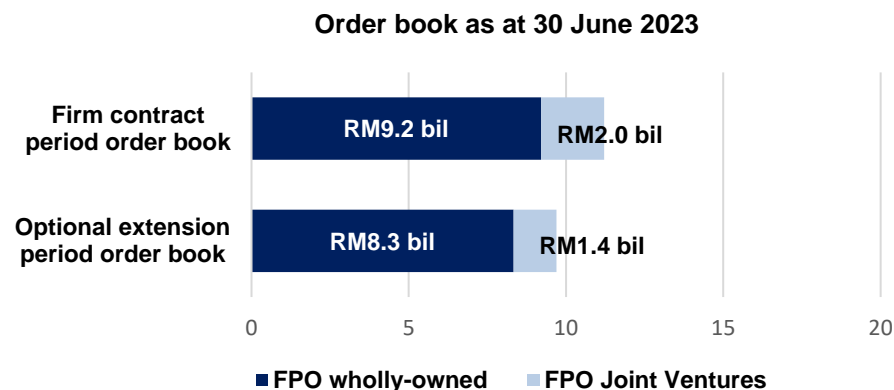 Order book as at 30 June 2023
Firm contract
period order book
RM9.2 bil
RM2.0 bil
Optional extension
period order book
RM8.3 bil
RM1.4 bil
0 5 10 15 20
FPO wholly-owned FPO Joint Ventures